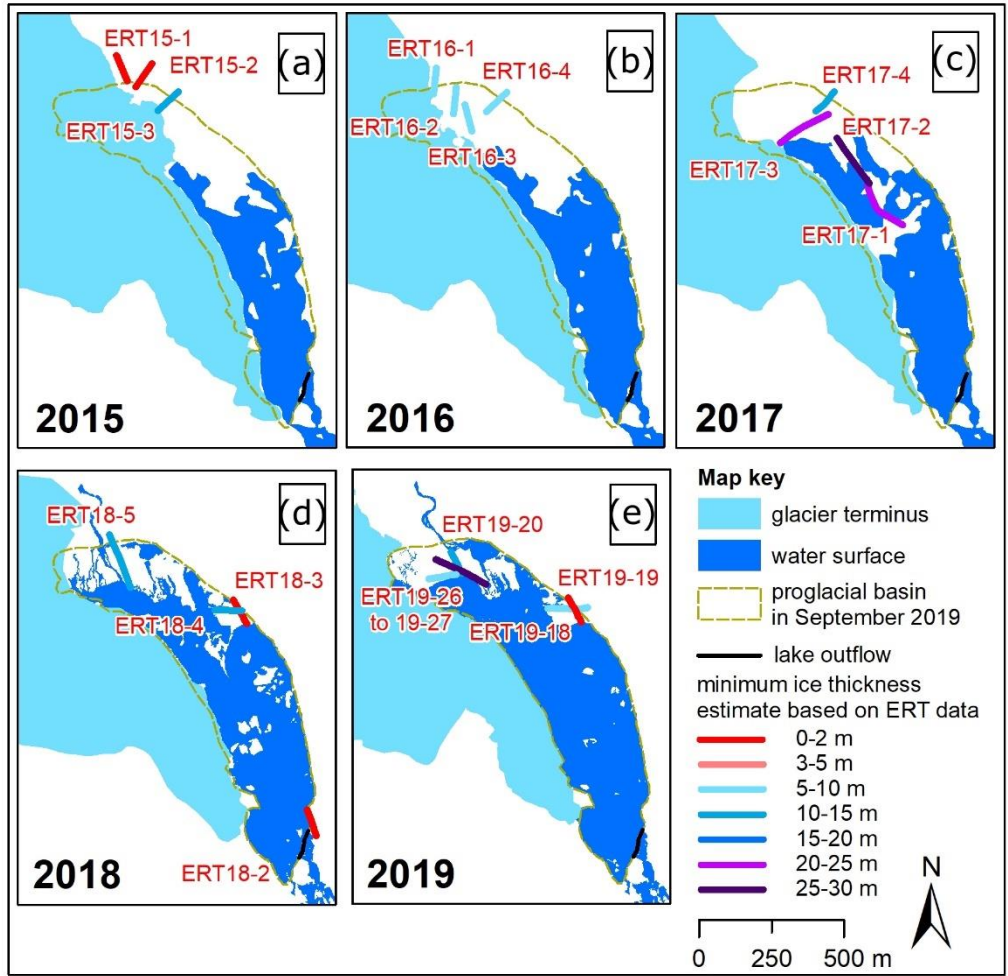 (a)
ERT15-1
ERT15-2
ERT15-3
2015
(b)
ERT16-1
ERT16-4
ERT16-2
ERT16-3
2016
(c)
ERT17-4
ERT17-2
ERT17-3
ERT17-1
2017
(d)
ERT18-5
ERT18-3
ERT18-4
ERT18-2
2018
(e)
ERT19-20
ERT19-19
ERT19-26
to 19-27
ERT19-18
2019
Map key
glacier terminus
water surface
proglacial basin
in September 2019
lake outflow
minimum ice thickness
estimate based on ERT data
0-2 m
3-5 m
5-10 m
10-15 m
15-20 m
20-25 m
25-30 m
N
0 250 500 m